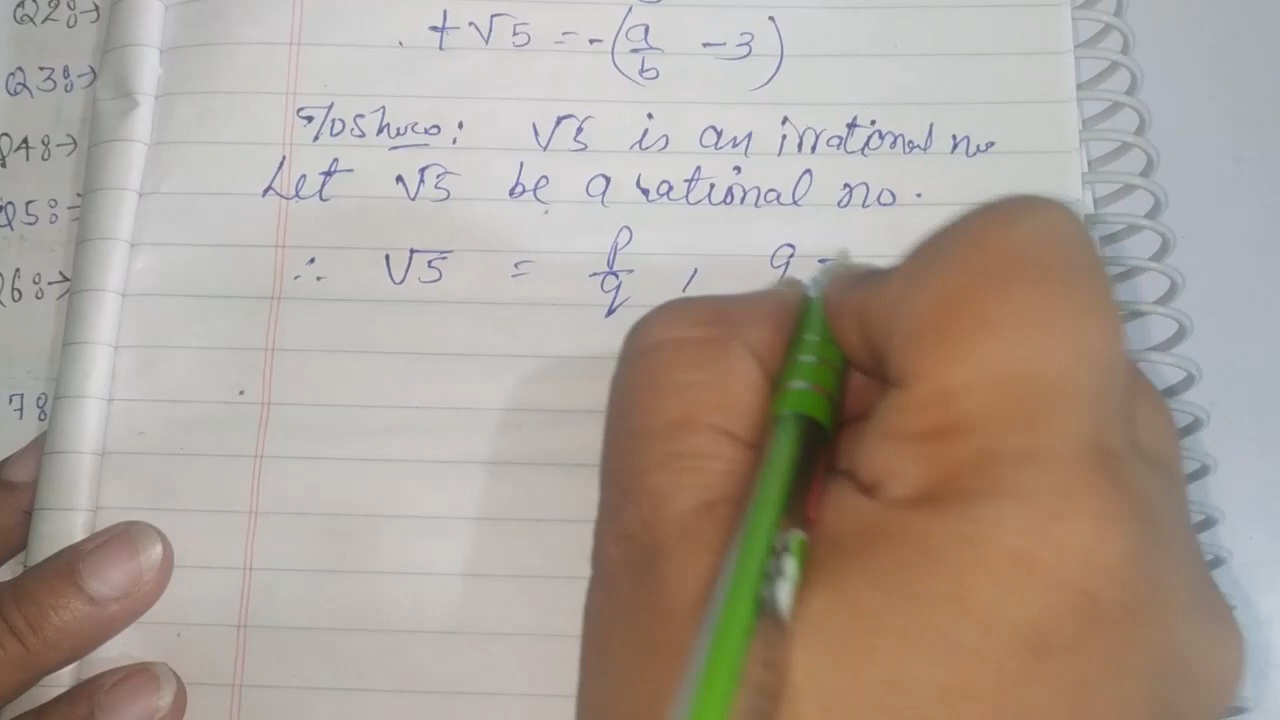 Q2:→
+√5 = -(a/b - 3)
Q3:→
To Show: √5 is an irrational no
Q4:→
Let √5 be a rational no.
Q5:→
∴ √5 = p/q , q
Q6:→
78